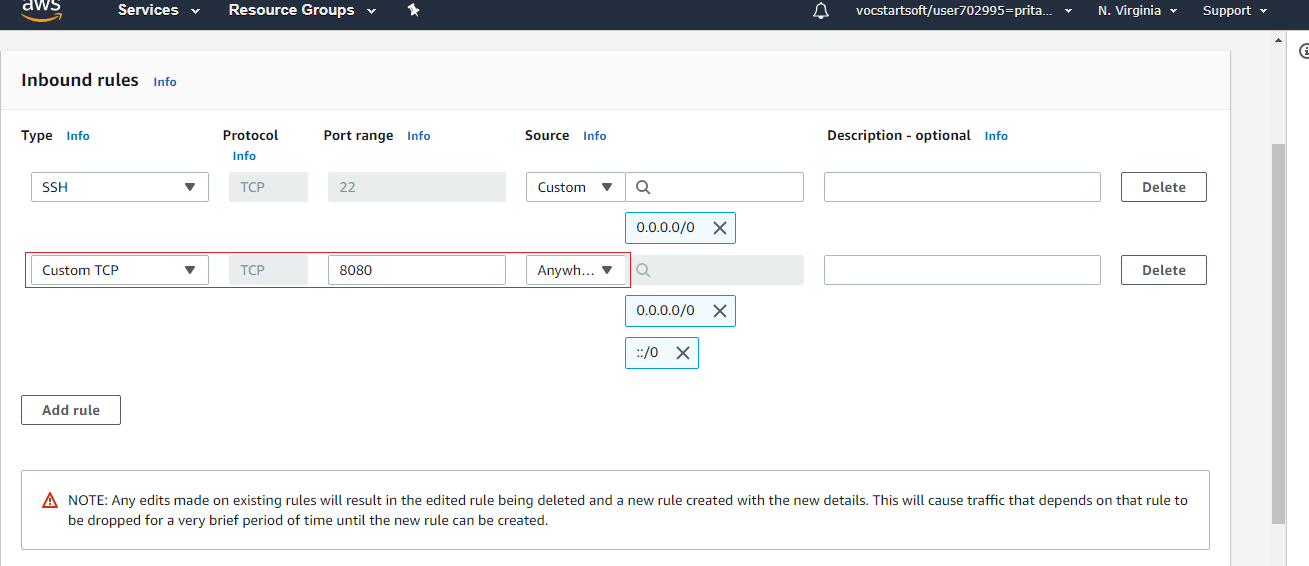 aws Services Resource Groups vocstartsoft/user702995=prita... N. Virginia Support
Inbound rules Info
Type Info Protocol Info Port range Info Source Info Description - optional Info
SSH TCP 22 Custom Delete
0.0.0.0/0
Custom TCP TCP 8080 Anywh... Delete
0.0.0.0/0
::/0
Add rule
NOTE: Any edits made on existing rules will result in the edited rule being deleted and a new rule created with the new details. This will cause traffic that depends on that rule to
be dropped for a very brief period of time until the new rule can be created.